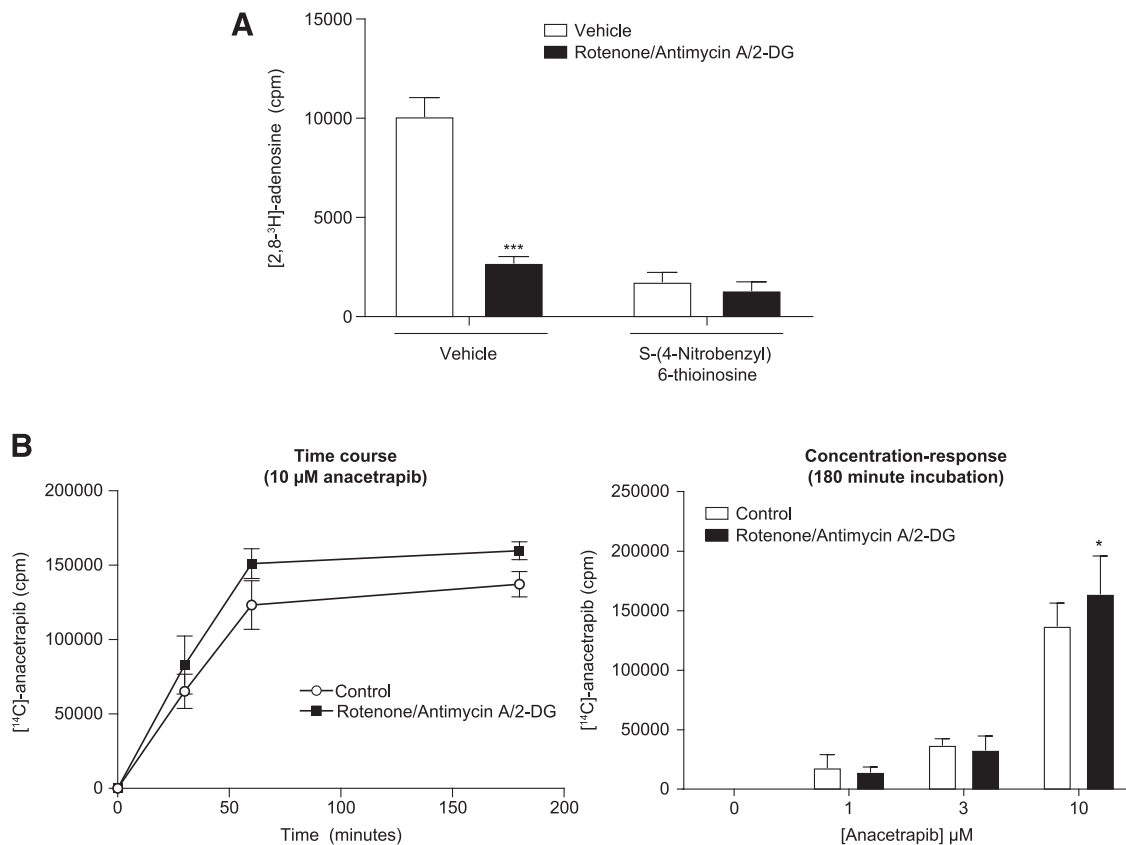 A
15000
10000
5000
0
[2,8-³H]-adenosine (cpm)
Vehicle
Rotenone/Antimycin A/2-DG
***
Vehicle
S-(4-Nitrobenzyl)
6-thioinosine
B
Time course
(10 µM anacetrapib)
200000
150000
100000
50000
0
[¹⁴C]-anacetrapib (cpm)
Control
Rotenone/Antimycin A/2-DG
0 50 100 150 200
Time (minutes)
Concentration-response
(180 minute incubation)
250000
200000
150000
100000
50000
0
[¹⁴C]-anacetrapib (cpm)
Control
Rotenone/Antimycin A/2-DG
*
0 1 3 10
[Anacetrapib] µM